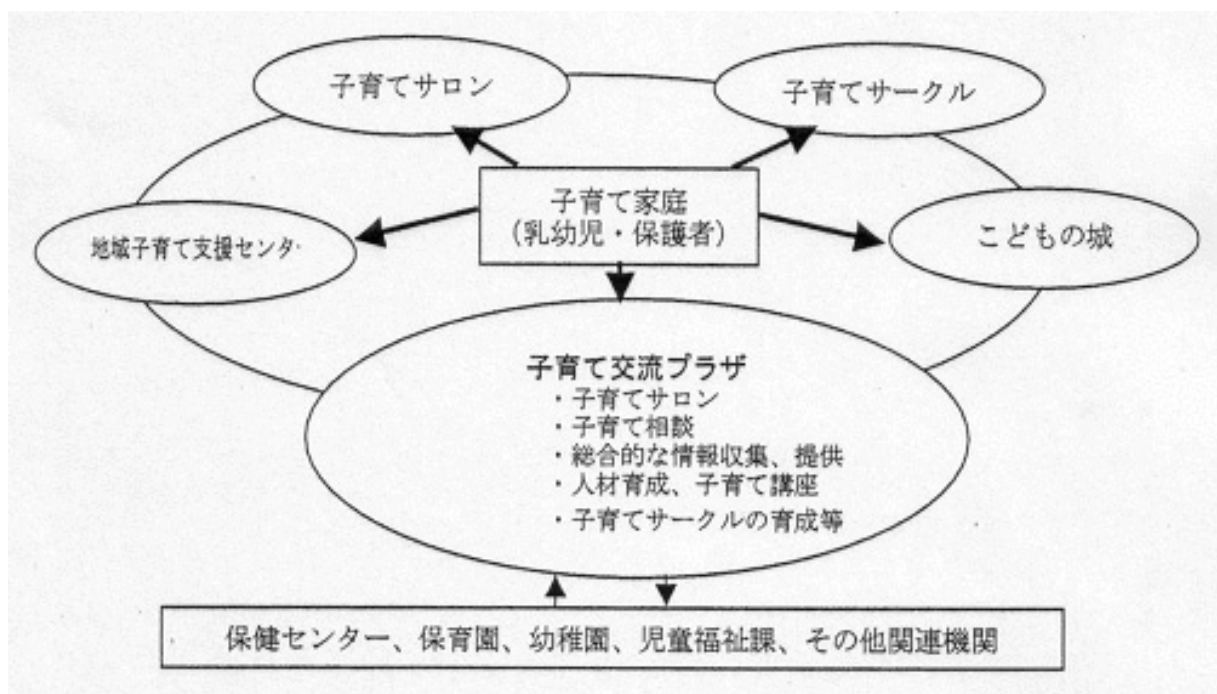 子育てサロン
子育てサークル
子育て家庭
(乳幼児・保護者)
地域子育て支援センタ
こどもの城
子育て交流プラザ
・子育てサロン
・子育て相談
・総合的な情報収集、提供
・人材育成、子育て講座
・子育てサークルの育成等
保健センター、保育園、幼稚園、児童福祉課、その他関連機関